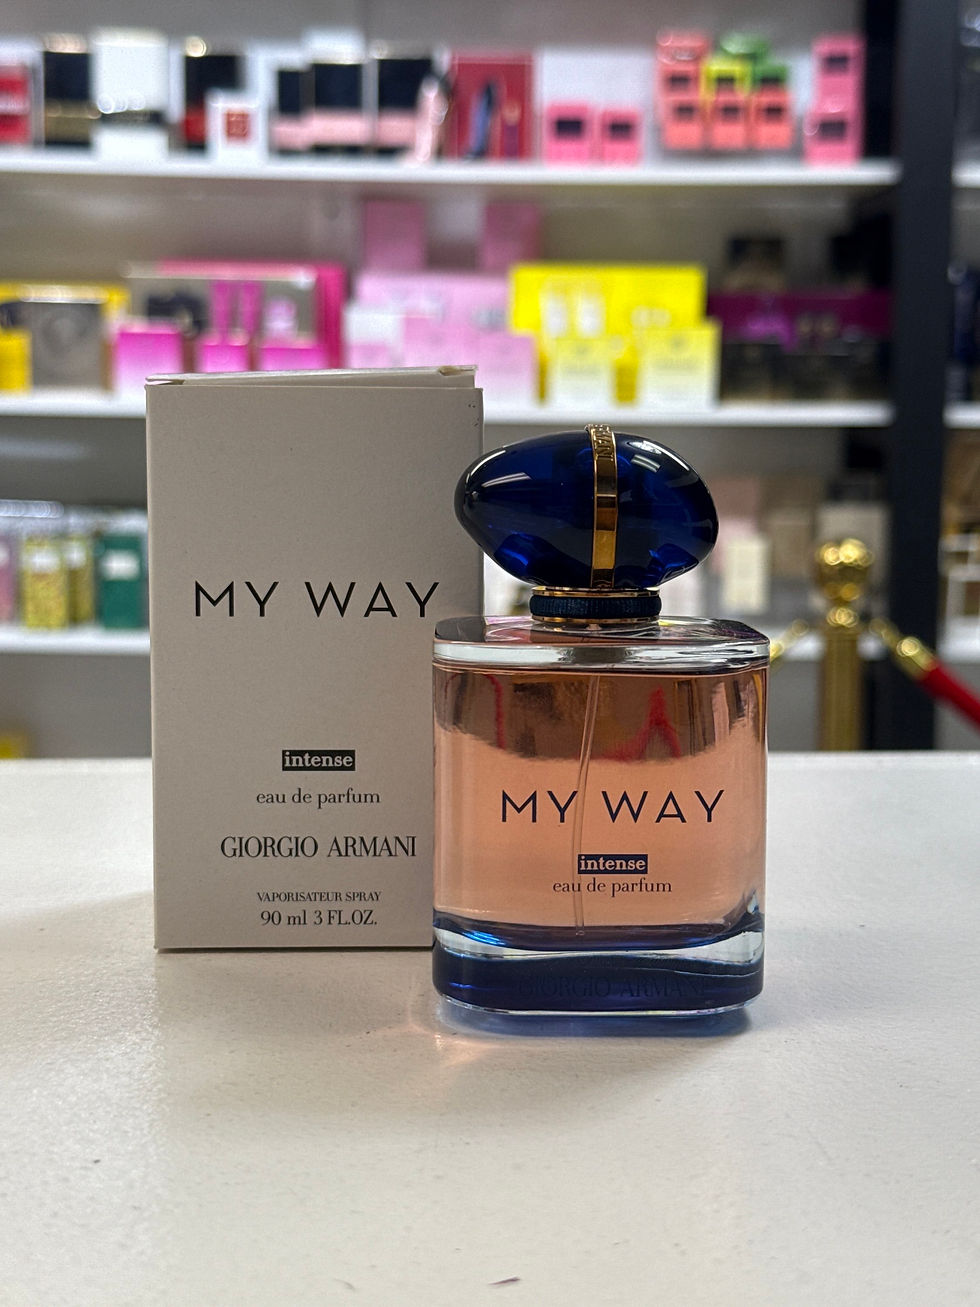 MY WAY
intense
eau de parfum
GIORGIO ARMANI
VAPORISATEUR SPRAY
90 ml 3 FL.OZ.
MY WAY
intense
eau de parfum
GIORGIO ARMANI